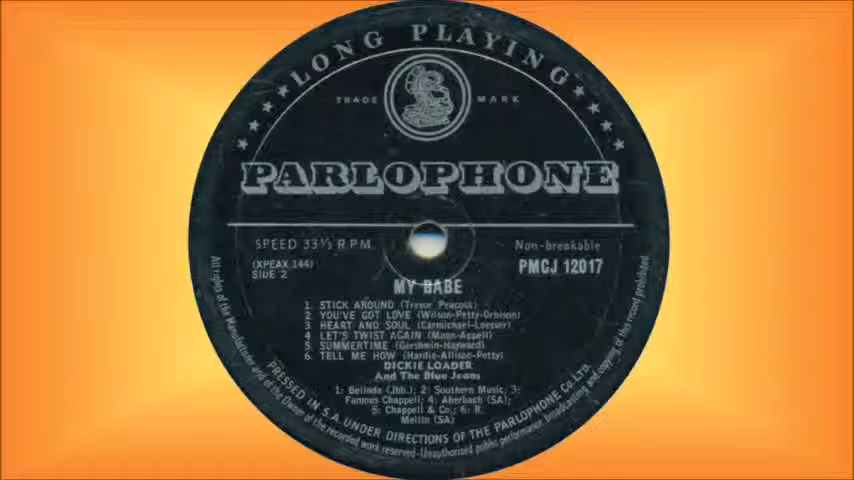 LONG PLAYING
TRADE MARK
PARLOPHONE
SPEED 33⅓ R.P.M. Non-breakable
(XPEAX 144) PMCJ 12017
SIDE 2
MY BABE
1. STICK AROUND (Trevor Peacock)
2. YOU'VE GOT LOVE (Wilson-Petty-Orbison)
3. HEART AND SOUL (Carmichael-Loesser)
4. LET'S TWIST AGAIN (Mann-Appell)
5. SUMMERTIME (Gershwin-Hayward)
6. TELL ME HOW (Hardin-Allison-Petty)
DICKIE LOADER
And The Blue Jeans
1: Belinda (Jhb.); 2: Southern Music; 3:
Famous Chappell; 4: Aberbach (SA);
5: Chappell & Co.; 6: R.
Mellin (SA)
PRESSED IN S.A. UNDER DIRECTIONS OF THE PARLOPHONE Co Ltd.
All rights of the Manufacturer and of the Owner of the recorded work reserved-Unauthorised public performance, broadcasting, and copying of this record prohibited